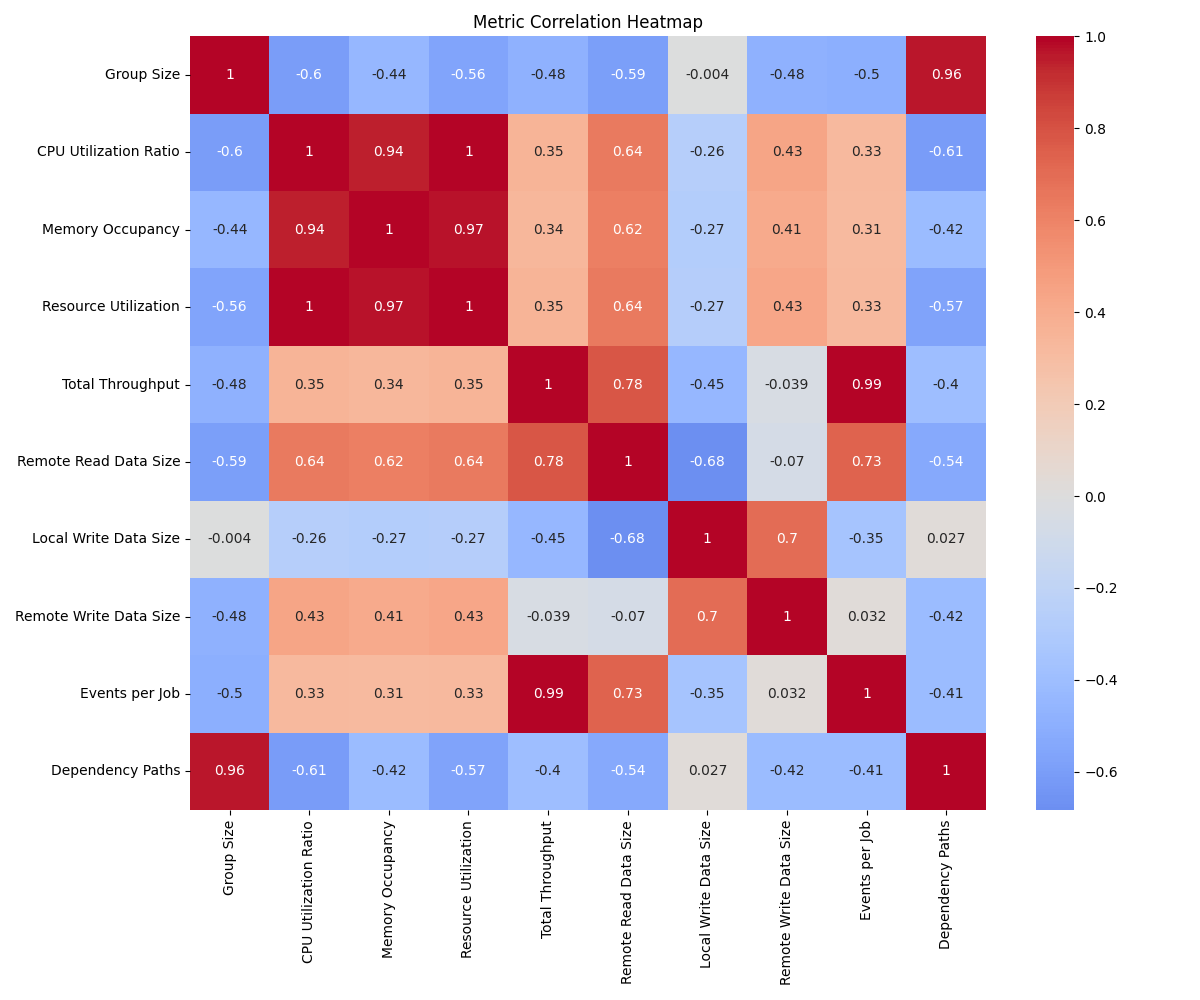 Metric Correlation Heatmap
Group Size 1 -0.6 -0.44 -0.56 -0.48 -0.59 -0.004 -0.48 -0.5 0.96
CPU Utilization Ratio -0.6 1 0.94 1 0.35 0.64 -0.26 0.43 0.33 -0.61
Memory Occupancy -0.44 0.94 1 0.97 0.34 0.62 -0.27 0.41 0.31 -0.42
Resource Utilization -0.56 1 0.97 1 0.35 0.64 -0.27 0.43 0.33 -0.57
Total Throughput -0.48 0.35 0.34 0.35 1 0.78 -0.45 -0.039 0.99 -0.4
Remote Read Data Size -0.59 0.64 0.62 0.64 0.78 1 -0.68 -0.07 0.73 -0.54
Local Write Data Size -0.004 -0.26 -0.27 -0.27 -0.45 -0.68 1 0.7 -0.35 0.027
Remote Write Data Size -0.48 0.43 0.41 0.43 -0.039 -0.07 0.7 1 0.032 -0.42
Events per Job -0.5 0.33 0.31 0.33 0.99 0.73 -0.35 0.032 1 -0.41
Dependency Paths 0.96 -0.61 -0.42 -0.57 -0.4 -0.54 0.027 -0.42 -0.41 1
Group Size
CPU Utilization Ratio
Memory Occupancy
Resource Utilization
Total Throughput
Remote Read Data Size
Local Write Data Size
Remote Write Data Size
Events per Job
Dependency Paths
1.0
0.8
0.6
0.4
0.2
0.0
−0.2
−0.4
−0.6